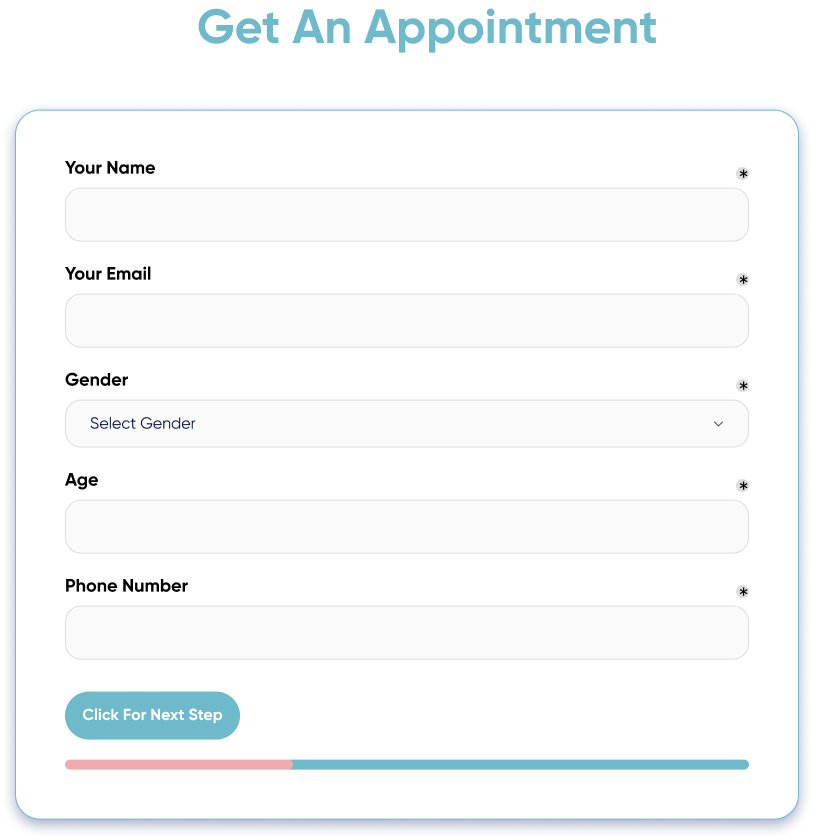 Get An Appointment
Your Name *
Your Email *
Gender *
Select Gender
Age *
Phone Number *
Click For Next Step